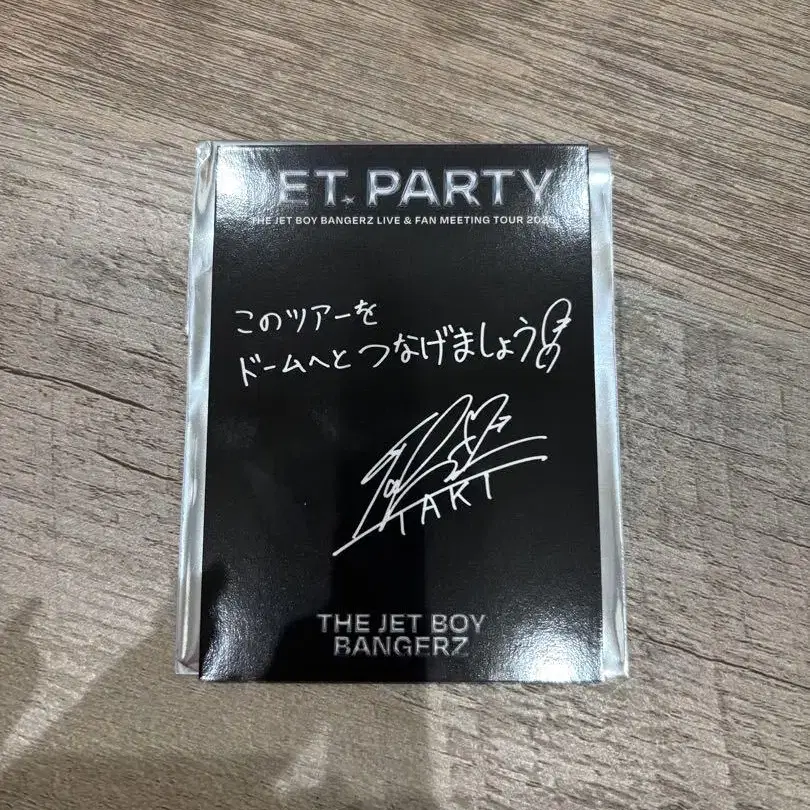 ET. PARTY
THE JET BOY BANGERZ LIVE & FAN MEETING TOUR 2025
このツアーを
ドームへとつなげましょう
TAKI
THE JET BOY
BANGERZ